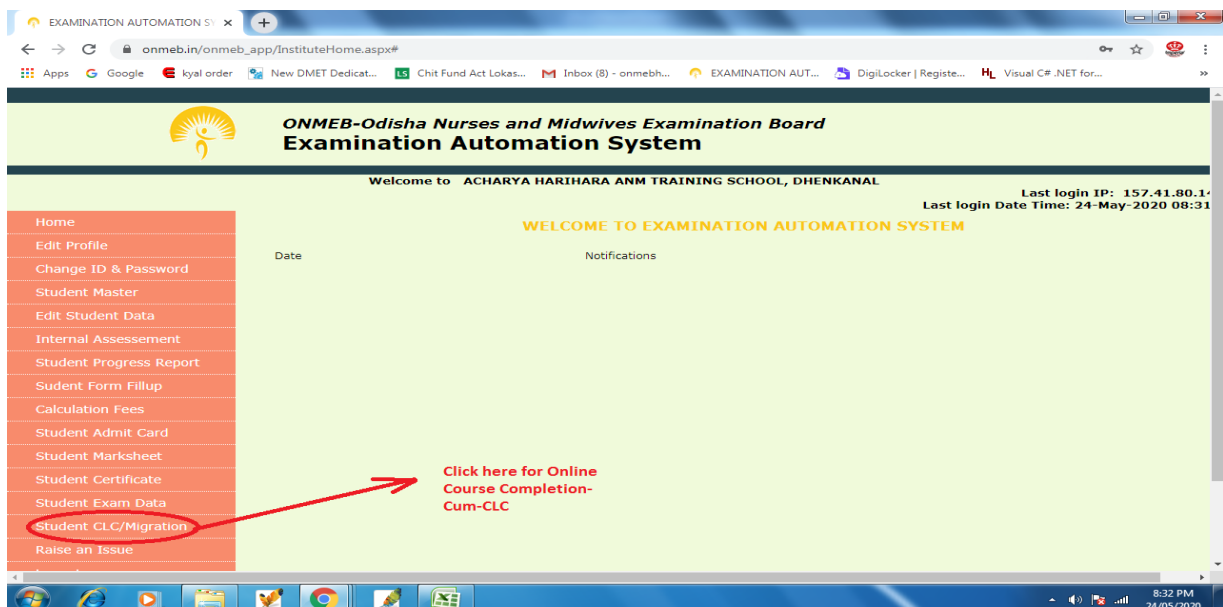 EXAMINATION AUTOMATION SY
onmeb.in/onmeb_app/InstituteHome.aspx#
Apps Google kyal order New DMET Dedicat... Chit Fund Act Lokas... Inbox (8) - onmebh... EXAMINATION AUT... DigiLocker | Registe... Visual C# .NET for... »
ONMEB-Odisha Nurses and Midwives Examination Board
Examination Automation System
Welcome to ACHARYA HARIHARA ANM TRAINING SCHOOL, DHENKANAL
Last login IP: 157.41.80.1
Last login Date Time: 24-May-2020 08:31
WELCOME TO EXAMINATION AUTOMATION SYSTEM
Date Notifications
Home
Edit Profile
Change ID & Password
Student Master
Edit Student Data
Internal Assessement
Student Progress Report
Sudent Form Fillup
Calculation Fees
Student Admit Card
Student Marksheet
Student Certificate
Student Exam Data
Student CLC/Migration
Raise an Issue
Click here for Online
Course Completion-
Cum-CLC
8:32 PM
24/05/2020